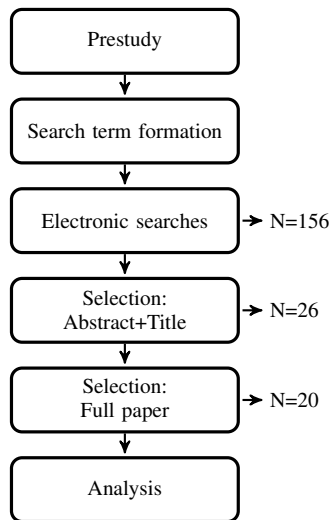 Prestudy
Search term formation
Electronic searches
N=156
Selection:
Abstract+Title
N=26
Selection:
Full paper
N=20
Analysis